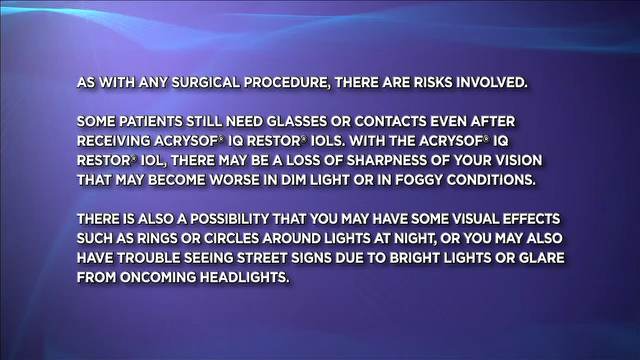 AS WITH ANY SURGICAL PROCEDURE, THERE ARE RISKS INVOLVED.
SOME PATIENTS STILL NEED GLASSES OR CONTACTS EVEN AFTER
RECEIVING ACRYSOF® IQ RESTOR® IOLS. WITH THE ACRYSOF® IQ
RESTOR® IOL, THERE MAY BE A LOSS OF SHARPNESS OF YOUR VISION
THAT MAY BECOME WORSE IN DIM LIGHT OR IN FOGGY CONDITIONS.
THERE IS ALSO A POSSIBILITY THAT YOU MAY HAVE SOME VISUAL EFFECTS
SUCH AS RINGS OR CIRCLES AROUND LIGHTS AT NIGHT, OR YOU MAY ALSO
HAVE TROUBLE SEEING STREET SIGNS DUE TO BRIGHT LIGHTS OR GLARE
FROM ONCOMING HEADLIGHTS.